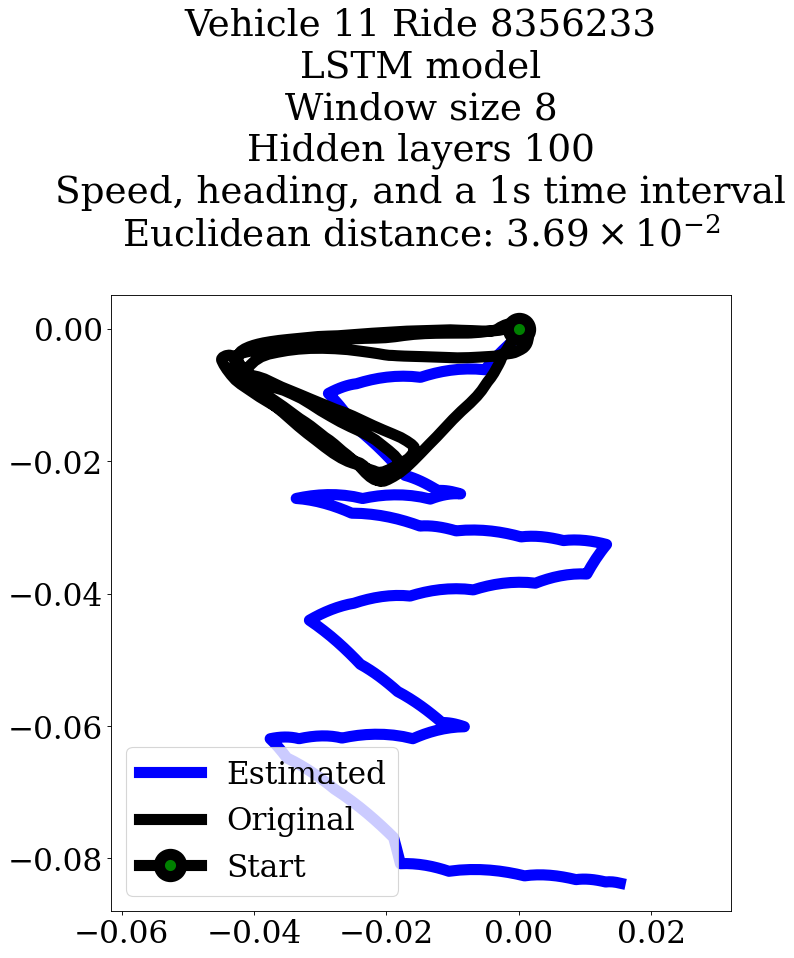 Vehicle 11 Ride 8356233
LSTM model
Window size 8
Hidden layers 100
Speed, heading, and a 1s time interval
Euclidean distance: 3.69 × 10⁻²
0.00
−0.02
−0.04
−0.06
−0.08
Estimated
Original
Start
−0.06 −0.04 −0.02 0.00 0.02